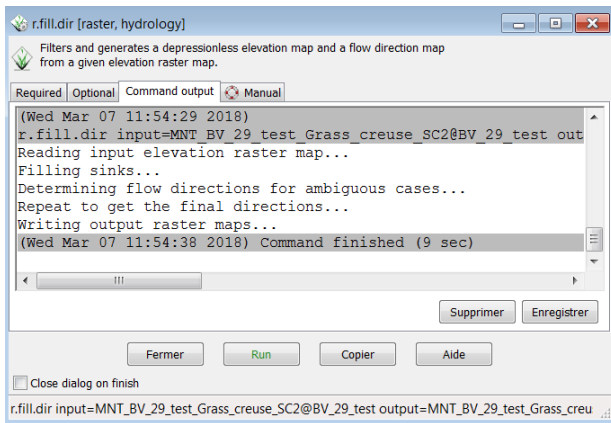 r.fill.dir [raster, hydrology]
Filters and generates a depressionless elevation map and a flow direction map
from a given elevation raster map.
Required Optional Command output Manual
(Wed Mar 07 11:54:29 2018)
r.fill.dir input=MNT_BV_29_test_Grass_creuse_SC2@BV_29_test out
Reading input elevation raster map...
Filling sinks...
Determining flow directions for ambiguous cases...
Repeat to get the final directions...
Writing output raster maps...
(Wed Mar 07 11:54:38 2018) Command finished (9 sec)
Supprimer Enregistrer
Fermer Run Copier Aide
Close dialog on finish
r.fill.dir input=MNT_BV_29_test_Grass_creuse_SC2@BV_29_test output=MNT_BV_29_test_Grass_creu